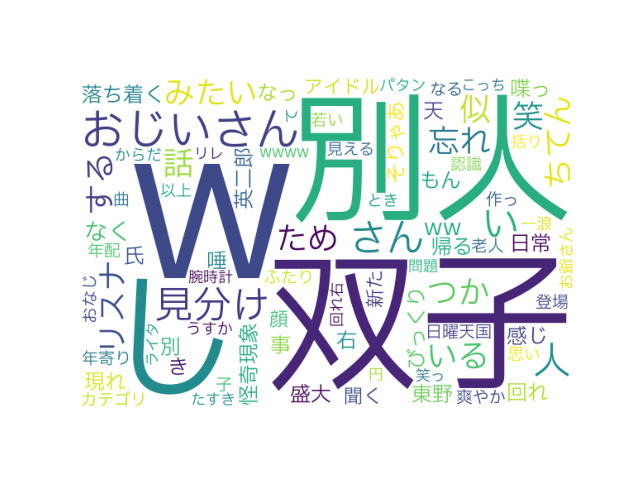 落ち着く
みたい
なっ
アイドル
パタン
なる
こっち
喋っ
おじいさん
て
若い
別人
そりゃあ
天
似
笑
ちてん
する
からだ
リレ
wwww
見える
忘れ
認識
括り
話
英二郎
w
曲
以上
とき
もん
作っ
なく
年配
氏
唾
ため
さん
ww
い
帰る
老人
一浪
日常
お爺さん
リスナ
おなじ
腕時計
ふたり
新た
問題
し
見分け
うすか
回れ右
双子
つか
登場
年寄り
ライタ
別
き
怪奇現象
顔
事
右
びっくり
いる
日曜天国
感じ
人
現れ
カテゴリ
たすき
子
盛大
聞く
円
笑っ
東野
爽やか
思い
回れ